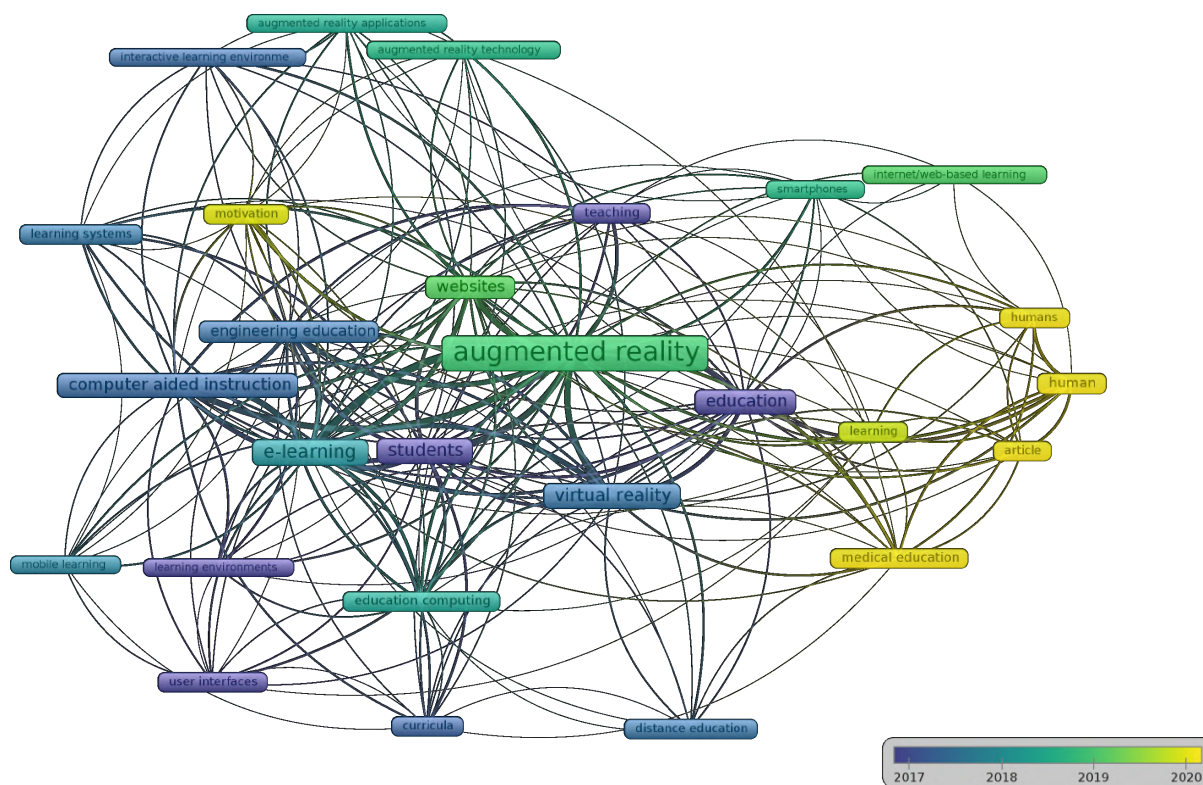 augmented reality applications
augmented reality technology
interactive learning environme
internet/web-based learning
smartphones
motivation
teaching
learning systems
websites
humans
engineering education
augmented reality
computer aided instruction
human
education
learning
e-learning
students
article
virtual reality
medical education
mobile learning
learning environments
education computing
user interfaces
curricula
distance education
2017
2018
2019
2020